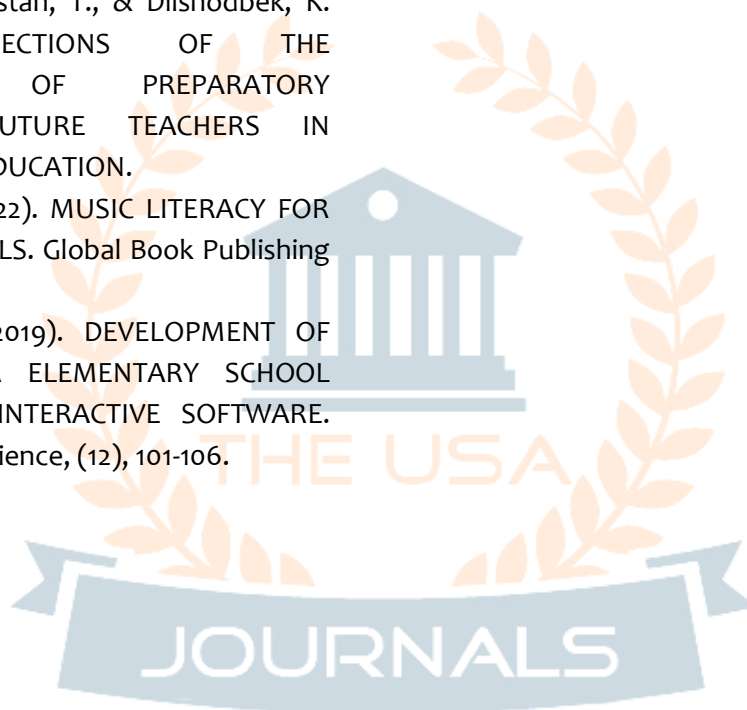 T., & Dilshodbek, K.
ECTIONS OF THE
OF PREPARATORY
UTURE TEACHERS IN
DUCATION.
22). MUSIC LITERACY FOR
LS. Global Book Publishing
2019). DEVELOPMENT OF
ELEMENTARY SCHOOL
INTERACTIVE SOFTWARE.
ience, (12), 101-106.
THE USA
JOURNALS